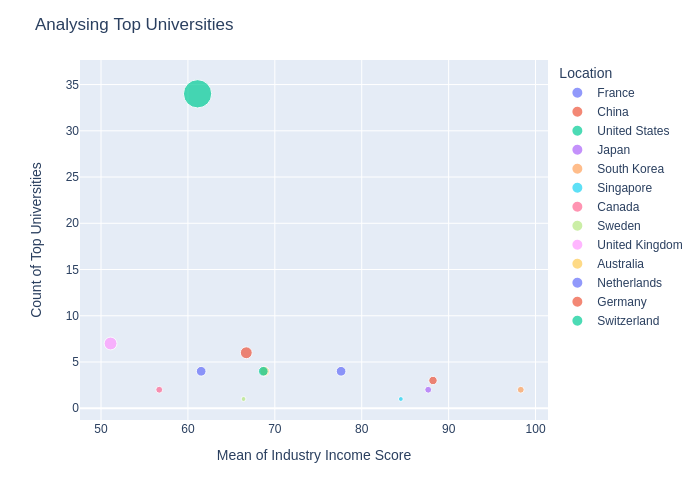 Analysing Top Universities
Location
France
China
United States
Japan
South Korea
Singapore
Canada
Sweden
United Kingdom
Australia
Netherlands
Germany
Switzerland
Count of Top Universities
35
30
25
20
15
10
5
0
50 60 70 80 90 100
Mean of Industry Income Score